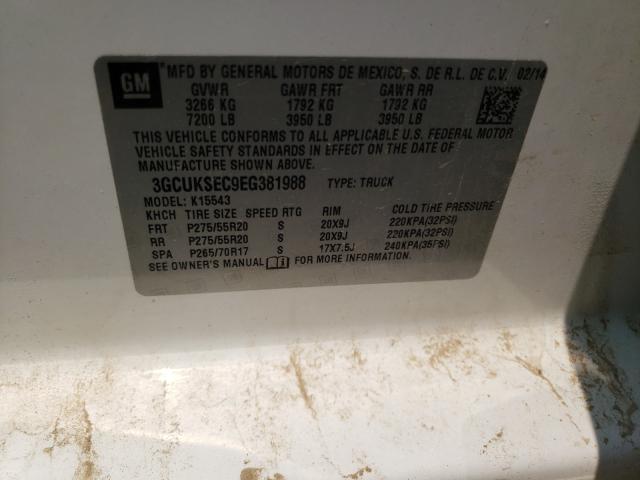 GM MFD BY GENERAL MOTORS DE MEXICO, S. DE R.L. DE C.V. 02/14
GVWR GAWR FRT GAWR RR
3266 KG 1792 KG 1792 KG
7200 LB 3950 LB 3950 LB
THIS VEHICLE CONFORMS TO ALL APPLICABLE U.S. FEDERAL MOTOR
VEHICLE SAFETY STANDARDS IN EFFECT ON THE DATE OF
MANUFACTURE SHOWN ABOVE.
3GCUKSEC9EG381988 TYPE: TRUCK
MODEL: K15543
KHCH TIRE SIZE SPEED RTG RIM COLD TIRE PRESSURE
FRT P275/55R20 S 20X9J 220KPA(32PSI)
RR P275/55R20 S 20X9J 220KPA(32PSI)
SPA P265/70R17 S 17X7.5J 240KPA(35PSI)
SEE OWNER'S MANUAL FOR MORE INFORMATION.